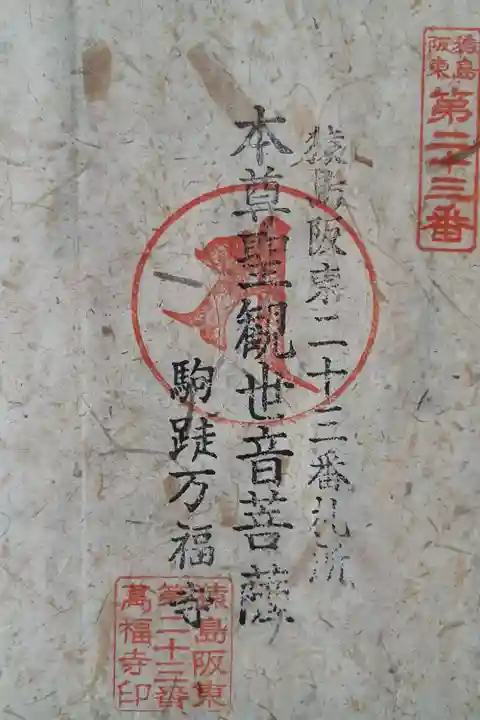 猿島
阪東
第二十三番
猿島阪東二十三番札所
本尊聖観世音菩薩
駒跿万福寺
猿島阪東
第二十三番
萬福寺印